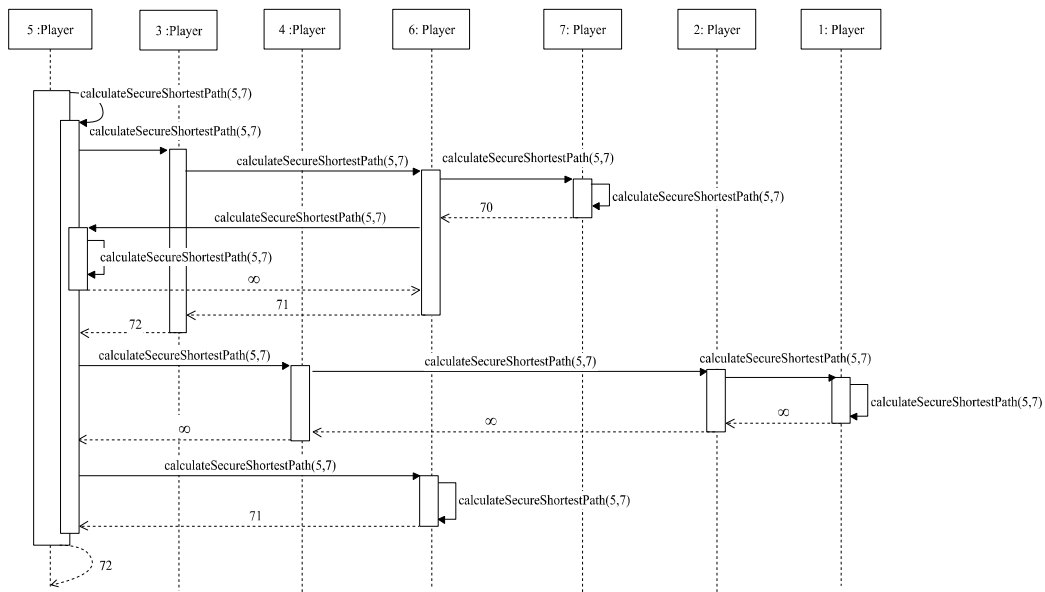 5 :Player
3 :Player
4 :Player
6: Player
7: Player
2: Player
1: Player
calculateSecureShortestPath(5,7)
calculateSecureShortestPath(5,7)
calculateSecureShortestPath(5,7)
calculateSecureShortestPath(5,7)
calculateSecureShortestPath(5,7)
70
calculateSecureShortestPath(5,7)
calculateSecureShortestPath(5,7)
∞
71
72
calculateSecureShortestPath(5,7)
calculateSecureShortestPath(5,7)
calculateSecureShortestPath(5,7)
calculateSecureShortestPath(5,7)
∞
∞
∞
calculateSecureShortestPath(5,7)
calculateSecureShortestPath(5,7)
71
72